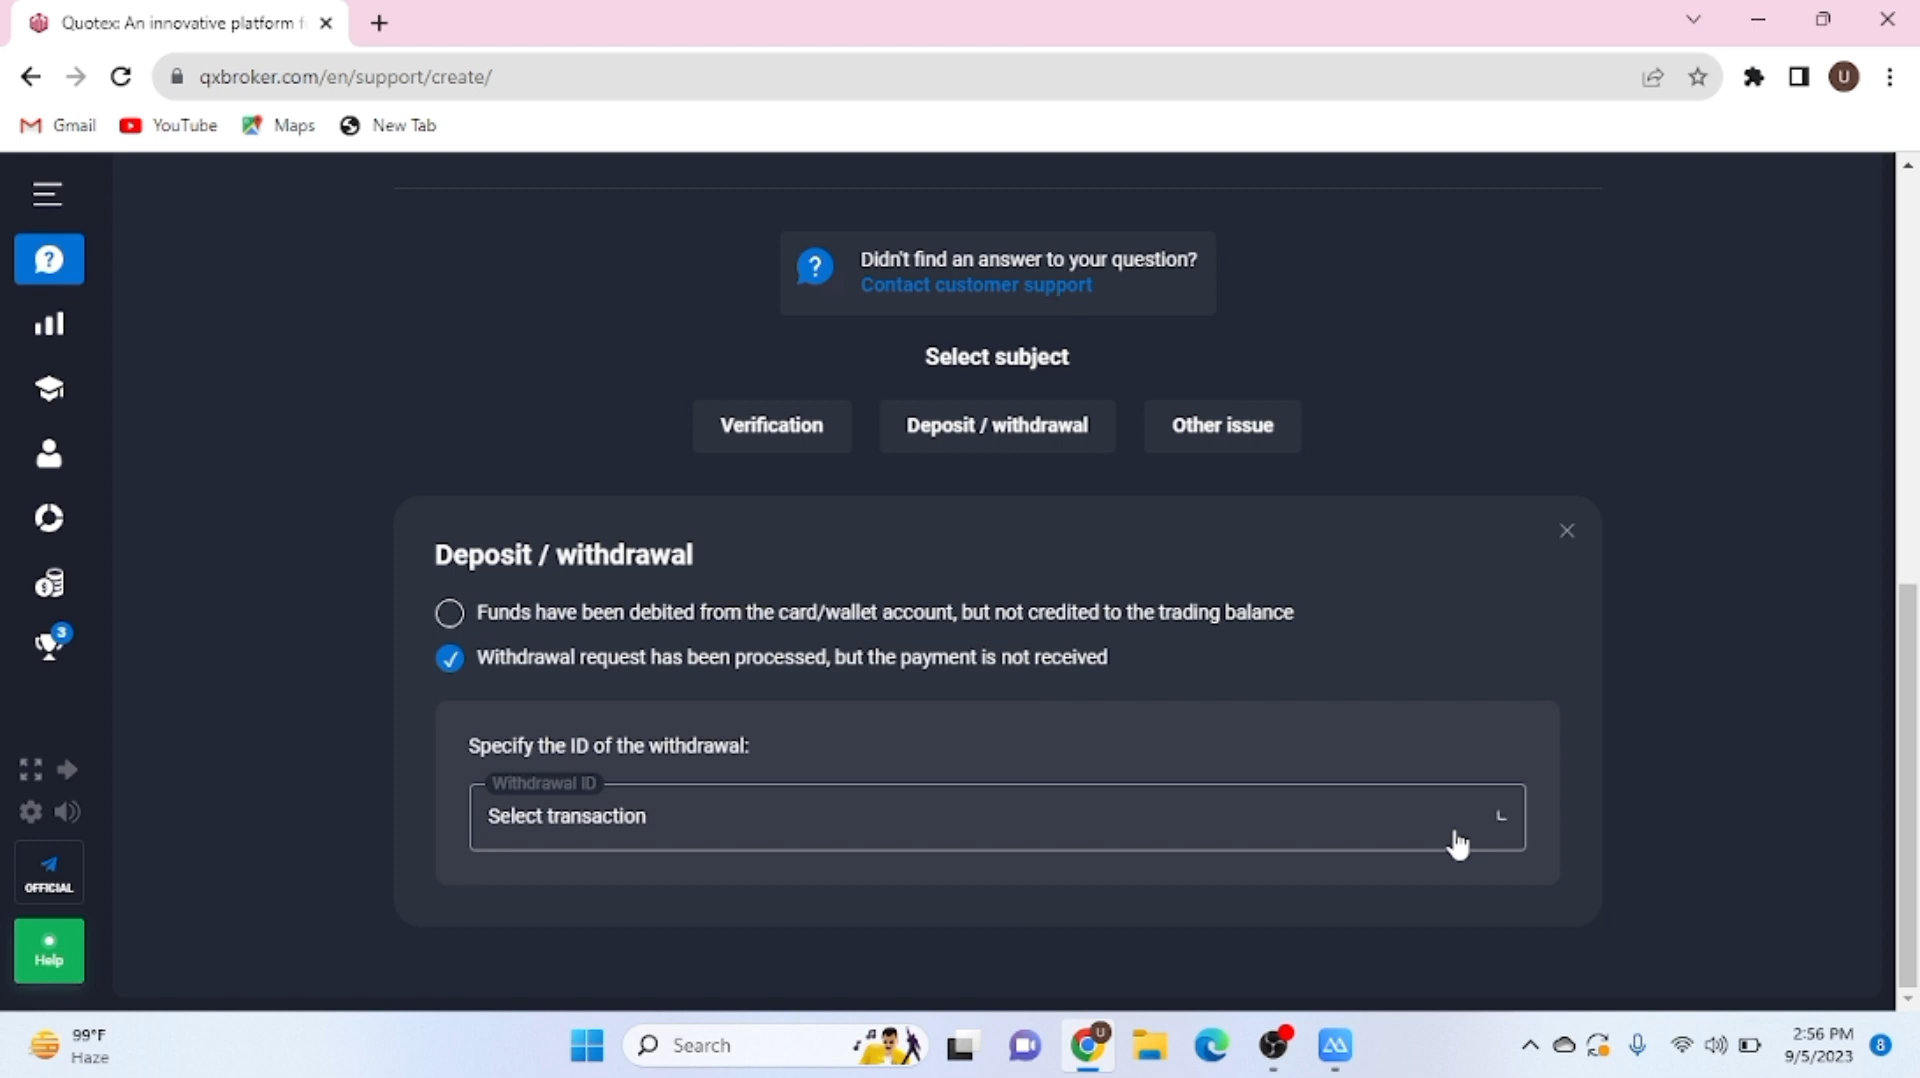 Quotex: An innovative platform f
qxbroker.com/en/support/create/
U
Gmail
YouTube
Maps
New Tab
Didn't find an answer to your question?
Contact customer support
Select subject
Verification
Deposit / withdrawal
Other issue
Deposit / withdrawal
Funds have been debited from the card/wallet account, but not credited to the trading balance
Withdrawal request has been processed, but the payment is not received
Specify the ID of the withdrawal:
Withdrawal ID
Select transaction
3
OFFICIAL
Help
99°F
Haze
Search
U
2:56 PM
9/5/2023
8